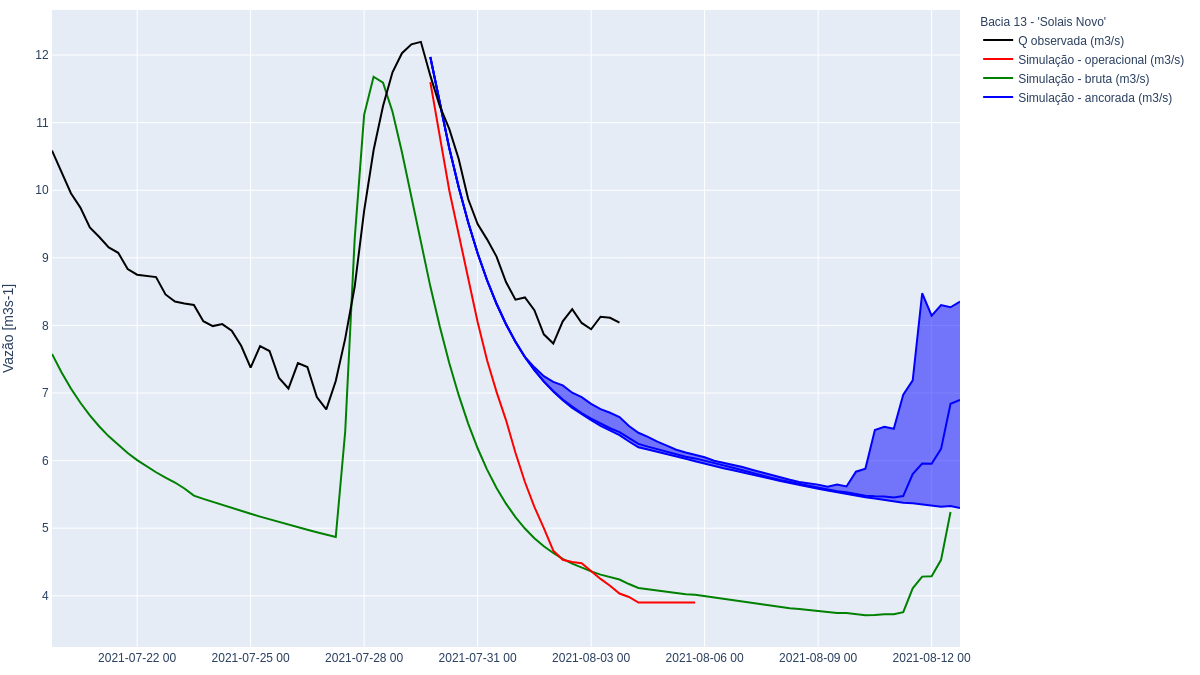 Bacia 13 - 'Solais Novo'
Q observada (m3/s)
Simulação - operacional (m3/s)
Simulação - bruta (m3/s)
Simulação - ancorada (m3/s)
Vazão [m3s-1]
12
11
10
9
8
7
6
5
4
2021-07-22 00
2021-07-25 00
2021-07-28 00
2021-07-31 00
2021-08-03 00
2021-08-06 00
2021-08-09 00
2021-08-12 00